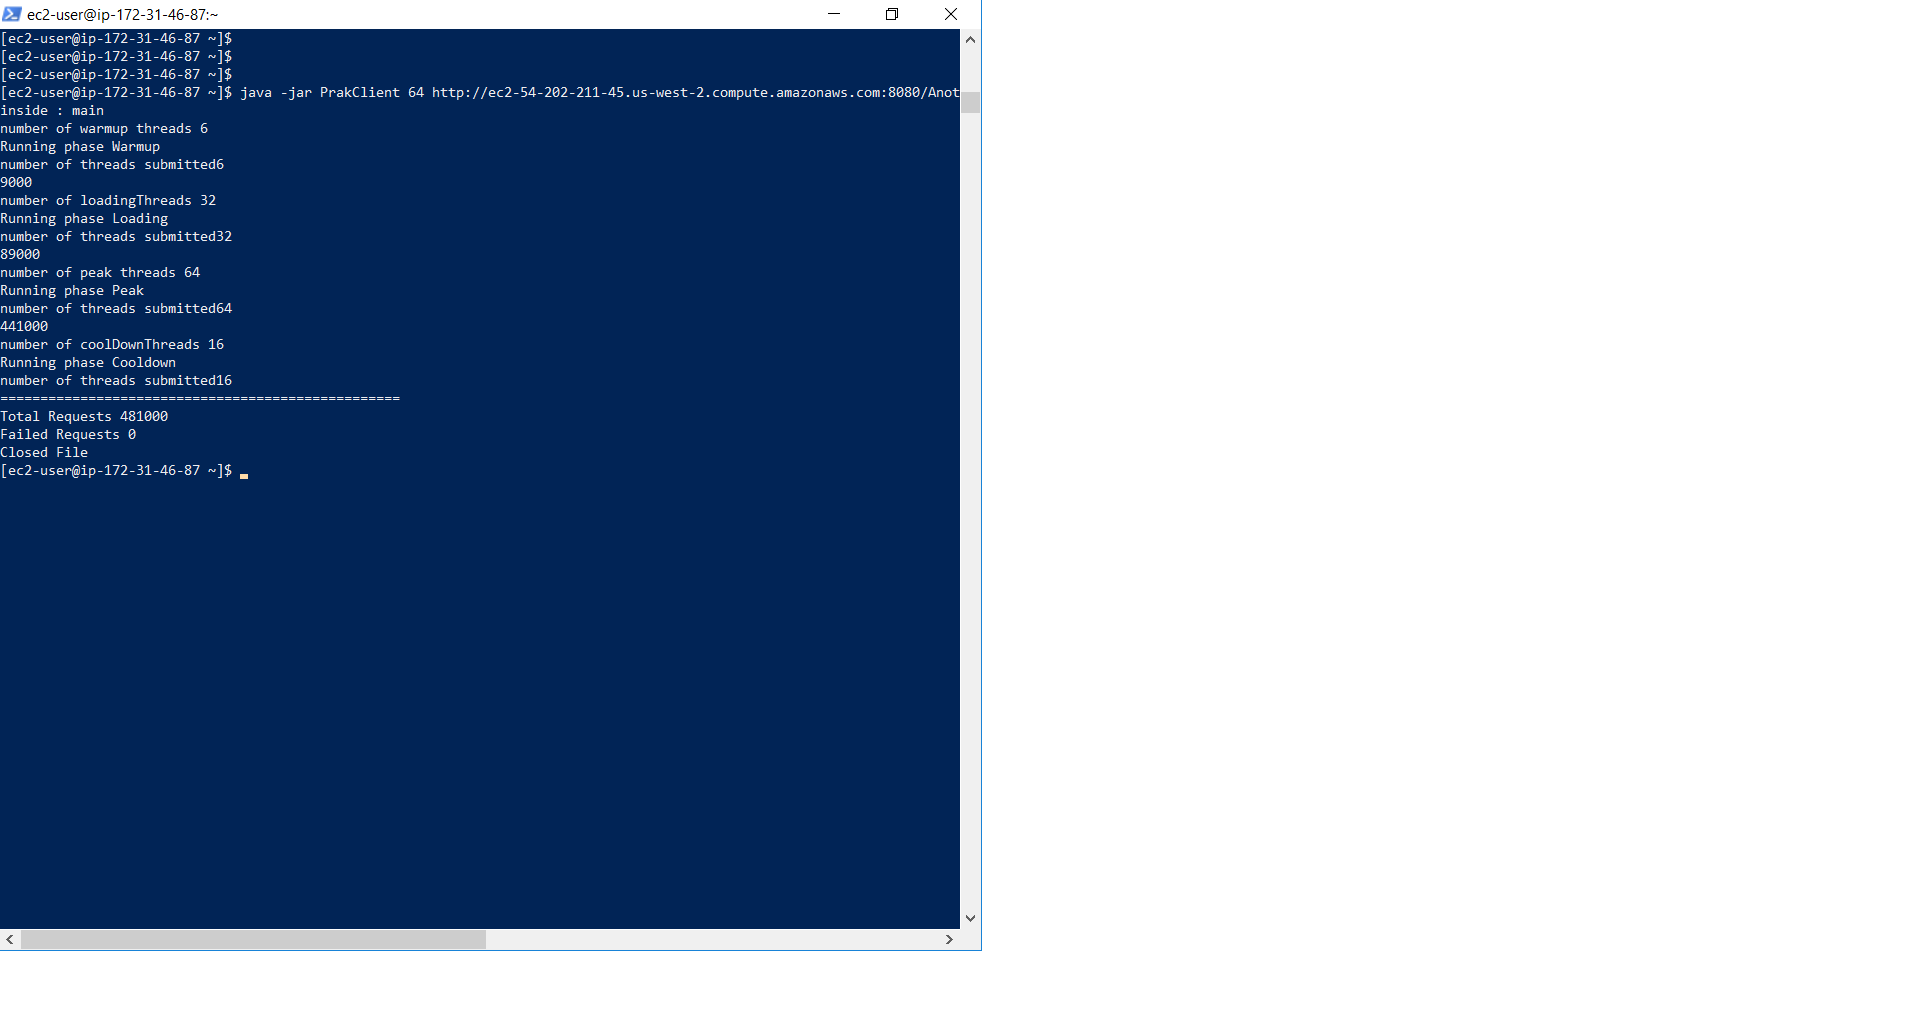 ec2-user@ip-172-31-46-87:~
[ec2-user@ip-172-31-46-87 ~]$
[ec2-user@ip-172-31-46-87 ~]$
[ec2-user@ip-172-31-46-87 ~]$
[ec2-user@ip-172-31-46-87 ~]$ java -jar PrakClient 64 http://ec2-54-202-211-45.us-west-2.compute.amazonaws.com:8080/Anot
inside : main
number of warmup threads 6
Running phase Warmup
number of threads submitted6
9000
number of loadingThreads 32
Running phase Loading
number of threads submitted32
89000
number of peak threads 64
Running phase Peak
number of threads submitted64
441000
number of coolDownThreads 16
Running phase Cooldown
number of threads submitted16
==================================================
Total Requests 481000
Failed Requests 0
Closed File
[ec2-user@ip-172-31-46-87 ~]$